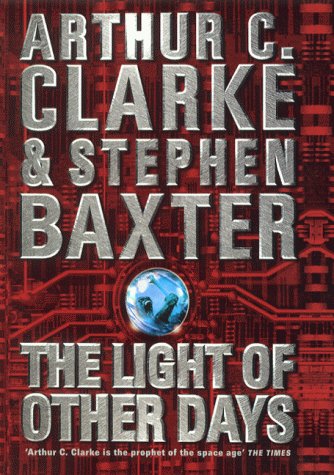 ARTHUR C.
CLARKE
& STEPHEN
BAXTER
THE LIGHT OF
OTHER DAYS
'Arthur C. Clarke is the prophet of the space age' THE TIMES